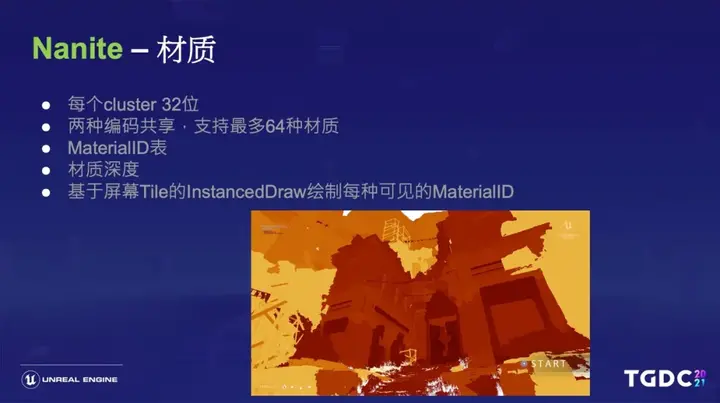 Nanite – 材质
● 每个cluster 32位
● 两种编码共享，支持最多64种材质
● MaterialID表
● 材质深度
● 基于屏幕Tile的InstancedDraw绘制每种可见的MaterialID
START
UNREAL ENGINE
TGDC 2021